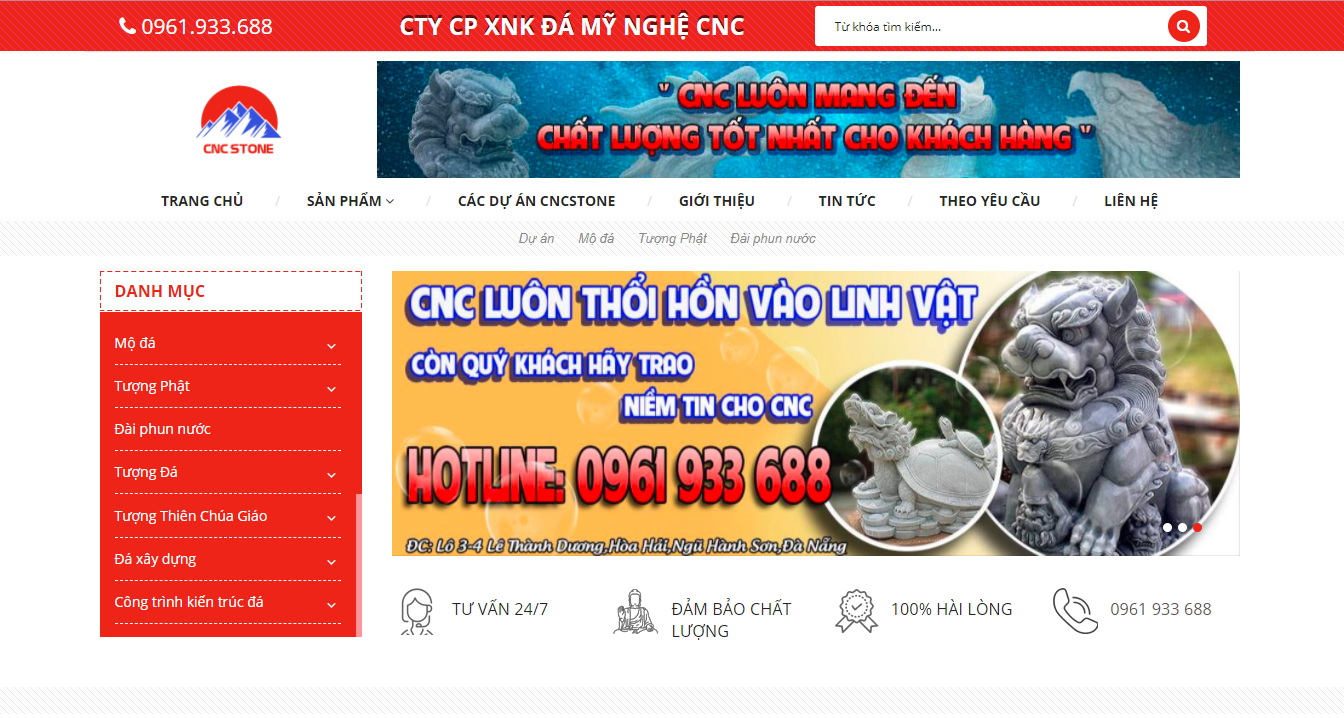 0961.933.688
CTY CP XNK ĐÁ MỸ NGHỆ CNC
Từ khóa tìm kiếm...
CNC STONE
" CNC LUÔN MANG ĐẾN
CHẤT LƯỢNG TỐT NHẤT CHO KHÁCH HÀNG "
TRANG CHỦ / SẢN PHẨM / CÁC DỰ ÁN CNCSTONE / GIỚI THIỆU / TIN TỨC / THEO YÊU CẦU / LIÊN HỆ
Dự án Mộ đá Tượng Phật Đài phun nước
DANH MỤC
Mộ đá
Tượng Phật
Đài phun nước
Tượng Đá
Tượng Thiên Chúa Giáo
Đá xây dựng
Công trình kiến trúc đá
CNC LUÔN THỔI HỒN VÀO LINH VẬT
CÒN QUÝ KHÁCH HÃY TRAO
NIỀM TIN CHO CNC
HOTLINE: 0961 933 688
ĐC: Lô 3-4 Lê Thành Dương,Hòa Hải,Ngũ Hành Sơn,Đà Nẵng
TƯ VẤN 24/7
ĐẢM BẢO CHẤT
LƯỢNG
100% HÀI LÒNG
0961 933 688